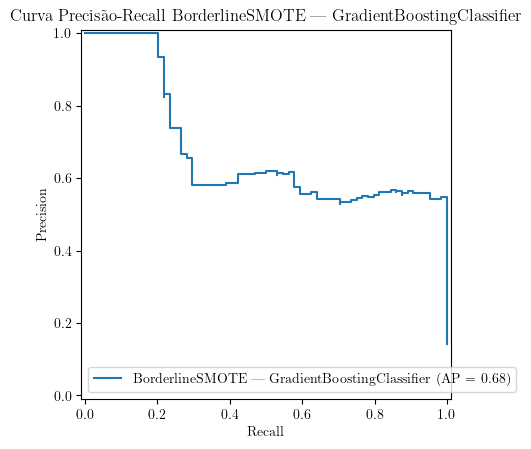 Curva Precisão-Recall BorderlineSMOTE — GradientBoostingClassifier
1.0
0.8
0.6
0.4
0.2
0.0
Precision
BorderlineSMOTE — GradientBoostingClassifier (AP = 0.68)
0.0 0.2 0.4 0.6 0.8 1.0
Recall